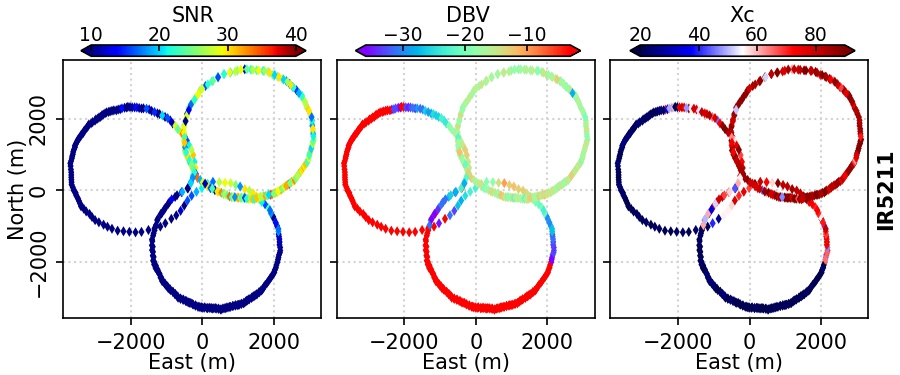 SNR
10 20 30 40
DBV
−30 −20 −10
Xc
20 40 60 80
North (m)
2000
0
−2000
−2000 0 2000
East (m)
−2000 0 2000
East (m)
−2000 0 2000
East (m)
IR5211